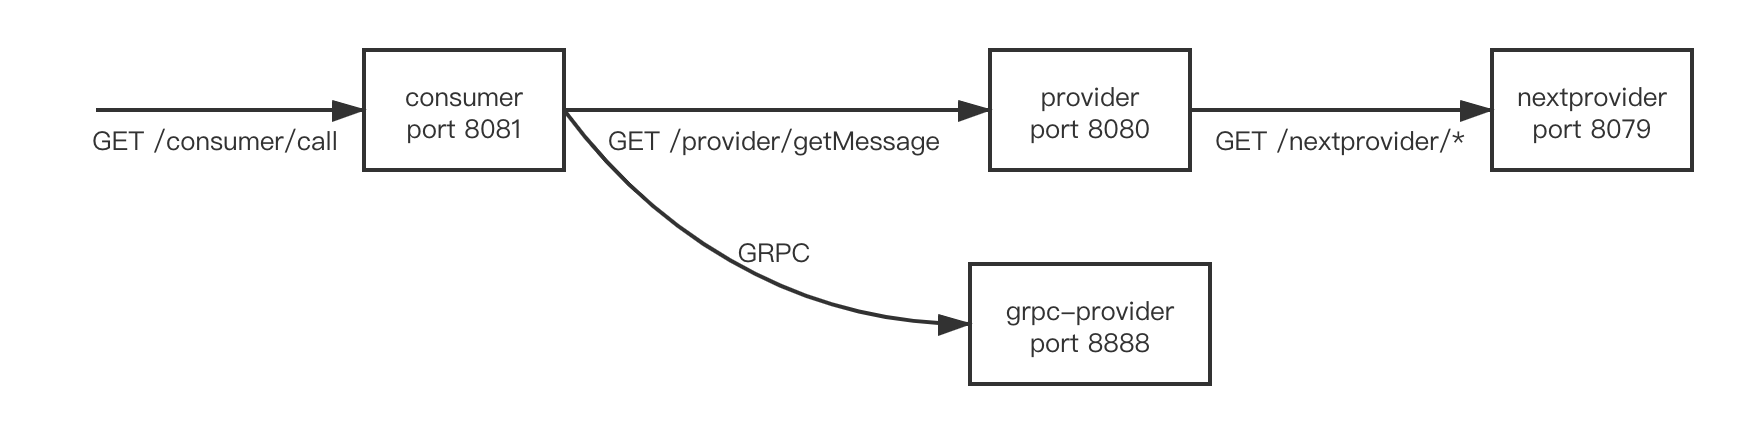 consumer
port 8081
GET /consumer/call
GET /provider/getMessage
provider
port 8080
GET /nextprovider/*
nextprovider
port 8079
GRPC
grpc-provider
port 8888